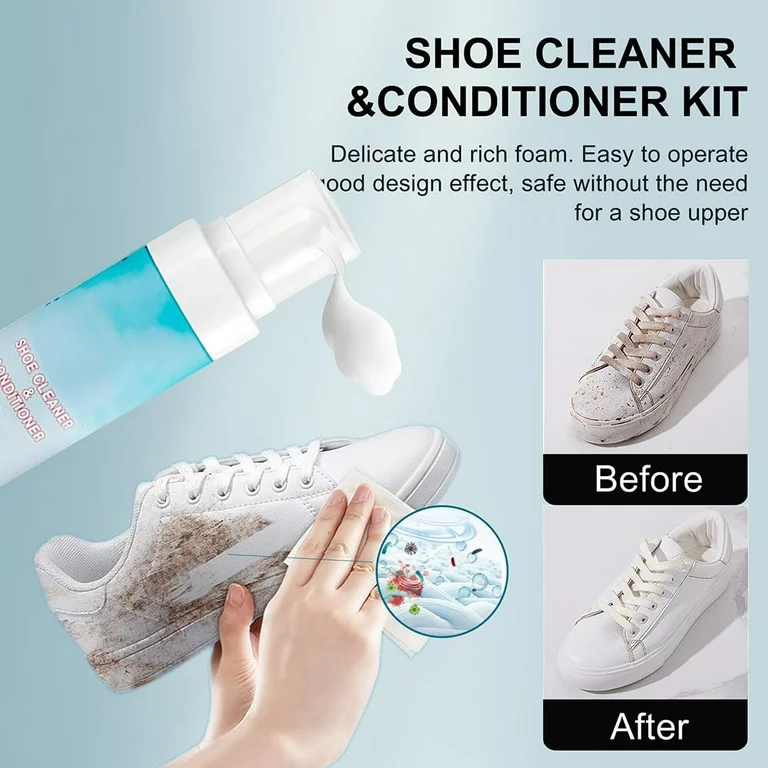 SHOE CLEANER
&CONDITIONER KIT
Delicate and rich foam. Easy to operate
good design effect, safe without the need
for a shoe upper
SHOE CLEANER
&
CONDITIONER
Before
After